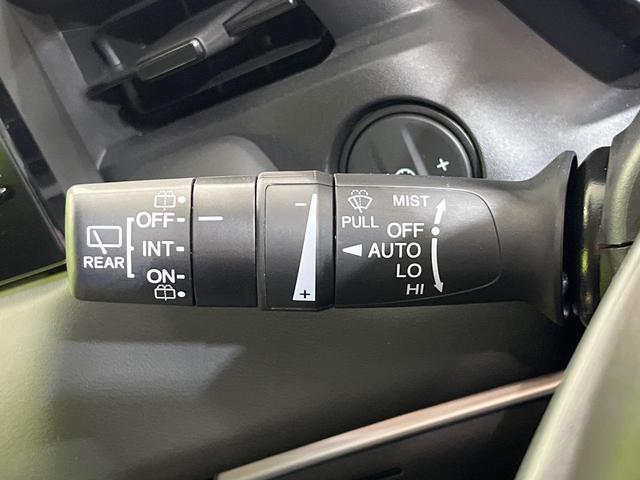 OFF
INT
REAR
ON
−
+
MIST
PULL
OFF
AUTO
LO
HI
+